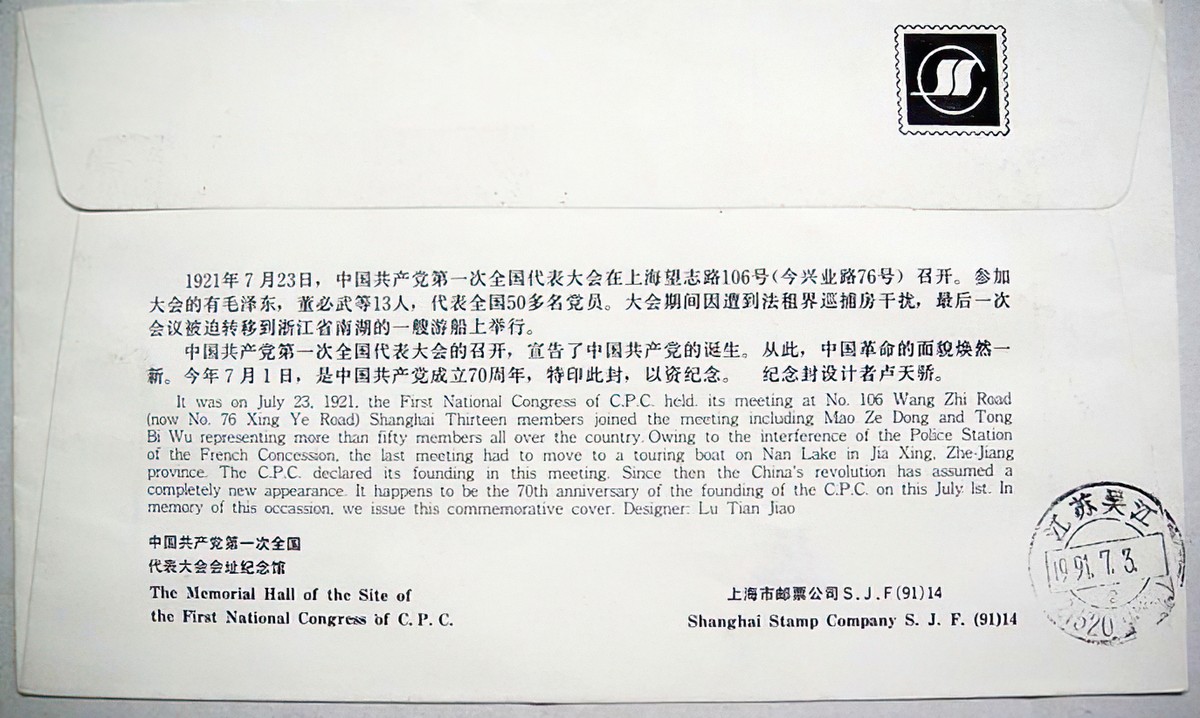 1921年7月23日，中国共产党第一次全国代表大会在上海望志路106号(今兴业路76号）召开。参加
大会的有毛泽东，董必武等13人，代表全国50多名党员。大会期间因遭到法租界巡捕房干扰，最后一次
会议被迫转移到浙江省南湖的一艘游船上举行。
中国共产党第一次全国代表大会的召开，宣告了中国共产党的诞生。从此，中国革命的面貌焕然一
新。今年7月1日，是中国共产党成立70周年，特印此封，以资纪念。 纪念封设计者卢天骄。
It was on July 23, 1921, the First National Congress of C.P.C. held, its meeting at No. 106 Wang Zhi Road
(now No. 76 Xing Ye Road) Shanghai Thirteen members joined the meeting including Mao Ze Dong and Tong
Bi Wu representing more than fifty members all over the country. Owing to the interference of the Police Station
of the French Concession, the last meeting had to move to a touring boat on Nan Lake in Jia Xing, Zhe-Jiang
province. The C.P.C. declared its founding in this meeting. Since then the China's revolution has assumed a
completely new appearance. It happens to be the 70th anniversary of the founding of the C.P.C. on this July 1st. In
memory of this occassion, we issue this commemorative cover. Designer: Lu Tian Jiao
中国共产党第一次全国
代表大会会址纪念馆
The Memorial Hall of the Site of
the First National Congress of C. P. C.
上海市邮票公司S.J.F(91)14
Shanghai Stamp Company S. J. F. (91)14
江苏吴江
1991.7.3.
2